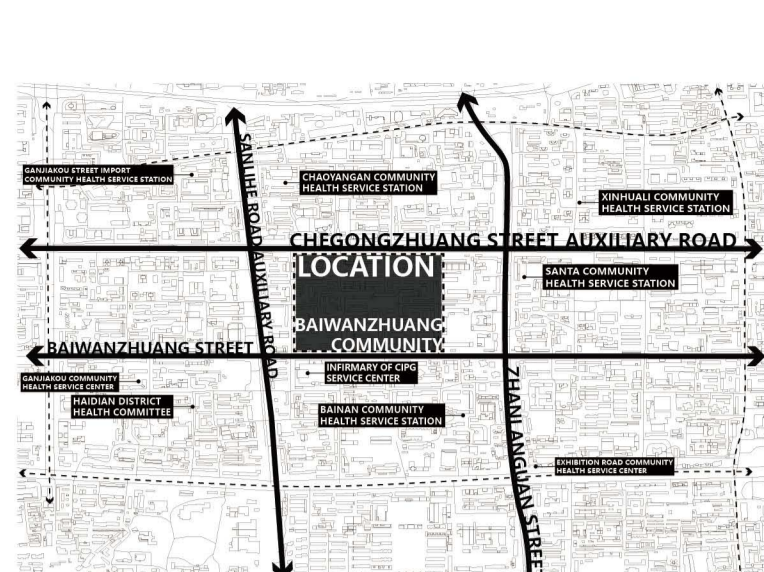 GANJIAKOU STREET IMPORT
COMMUNITY HEALTH SERVICE STATION
SANLIHE ROAD AUXILIARY ROAD
CHAOYANGAN COMMUNITY
HEALTH SERVICE STATION
XINHUALI COMMUNITY
HEALTH SERVICE STATION
CHEGONGZHUANG STREET AUXILIARY ROAD
LOCATION
SANTA COMMUNITY
HEALTH SERVICE STATION
BAIWANZHUANG
COMMUNITY
BAIWANZHUANG STREET
INFIRMARY OF CIPG
SERVICE CENTER
GANJIAKOU COMMUNITY
HEALTH SERVICE CENTER
HAIDIAN DISTRICT
HEALTH COMMITTEE
BAINAN COMMUNITY
HEALTH SERVICE STATION
ZHANLANGUAN STREET
EXHIBITION ROAD COMMUNITY
HEALTH SERVICE CENTER